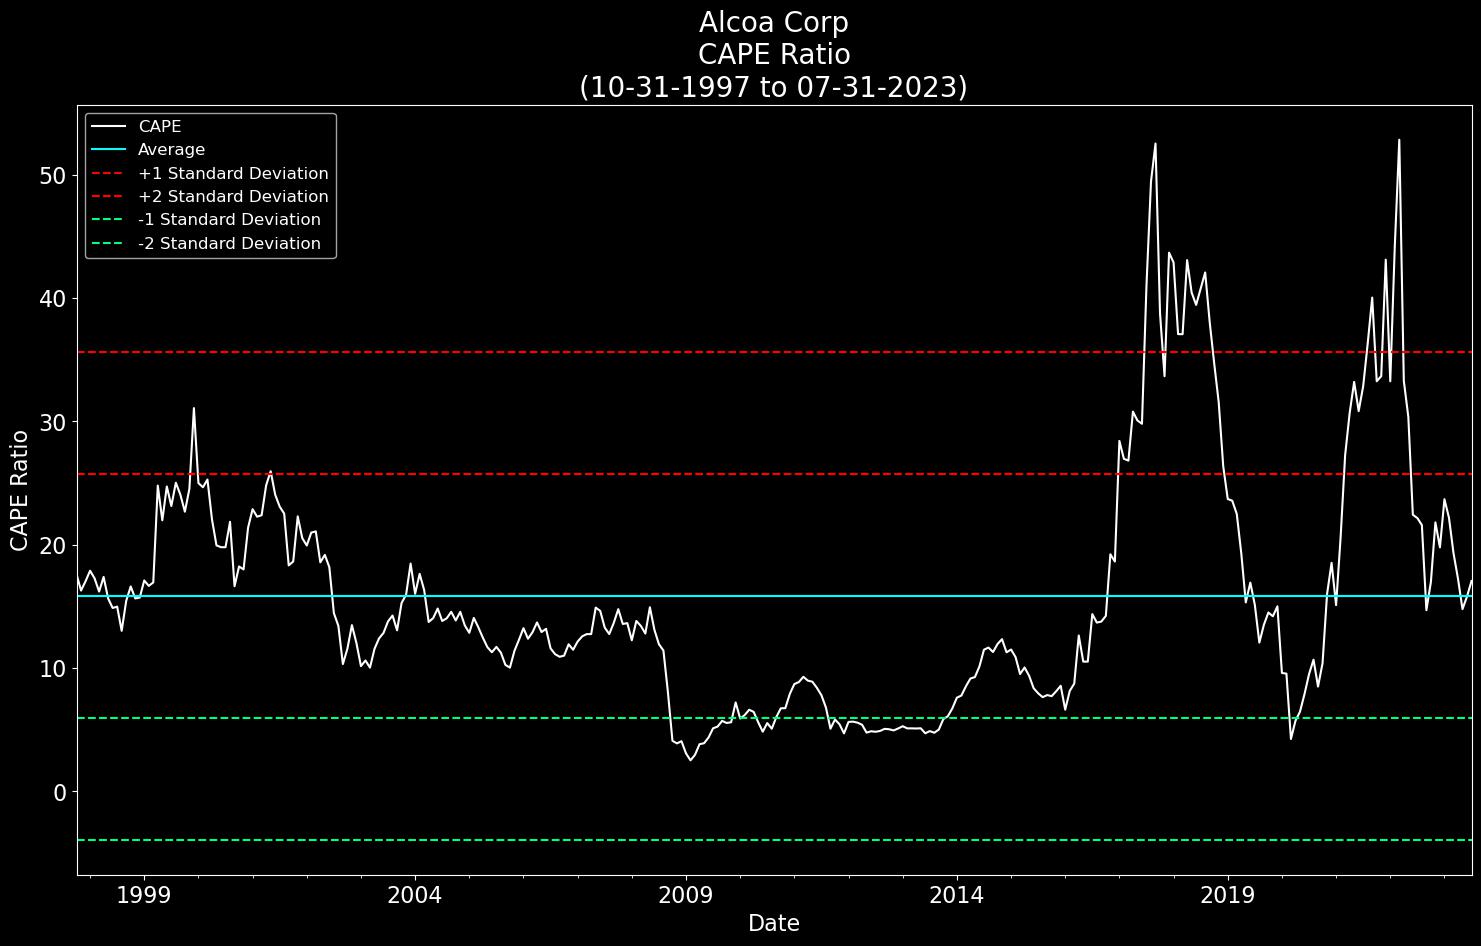 Alcoa Corp
CAPE Ratio
(10-31-1997 to 07-31-2023)
CAPE
Average
+1 Standard Deviation
+2 Standard Deviation
-1 Standard Deviation
-2 Standard Deviation
CAPE Ratio
50
40
30
20
10
0
1999
2004
2009
2014
2019
Date